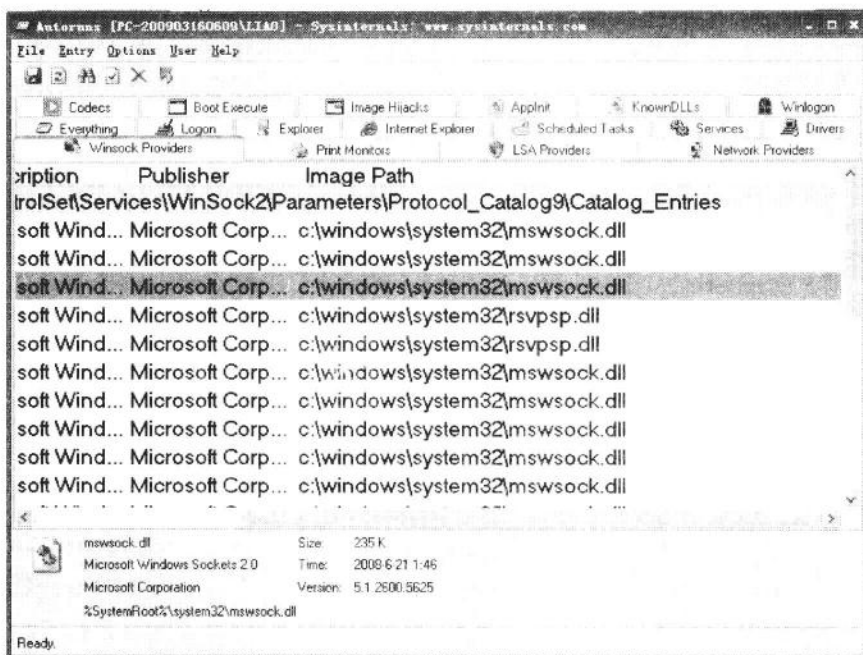 Autoruns [PC-200903160609\LIAO] - Sysinternals: www.sysinternals.com
File Entry Options User Help
Codecs Boot Execute Image Hijacks AppInit KnownDLLs Winlogon
Everything Logon Explorer Internet Explorer Scheduled Tasks Services Drivers
Winsock Providers Print Monitors LSA Providers Network Providers
cription Publisher Image Path
trolSet\Services\WinSock2\Parameters\Protocol_Catalog9\Catalog_Entries
soft Wind... Microsoft Corp... c:\windows\system32\mswsock.dll
soft Wind... Microsoft Corp... c:\windows\system32\mswsock.dll
soft Wind... Microsoft Corp... c:\windows\system32\mswsock.dll
soft Wind... Microsoft Corp... c:\windows\system32\rsvpsp.dll
soft Wind... Microsoft Corp... c:\windows\system32\rsvpsp.dll
soft Wind... Microsoft Corp... c:\windows\system32\mswsock.dll
soft Wind... Microsoft Corp... c:\windows\system32\mswsock.dll
soft Wind... Microsoft Corp... c:\windows\system32\mswsock.dll
soft Wind... Microsoft Corp... c:\windows\system32\mswsock.dll
soft Wind... Microsoft Corp... c:\windows\system32\mswsock.dll
mswsock.dll Size: 235 K
Microsoft Windows Sockets 2.0 Time: 2008-6-21 1:46
Microsoft Corporation Version: 5.1.2600.5625
%SystemRoot%\system32\mswsock.dll
Ready.